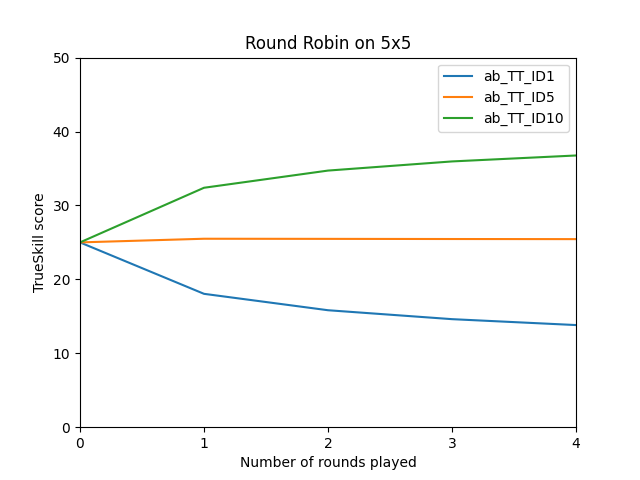 Round Robin on 5x5
ab_TT_ID1
ab_TT_ID5
ab_TT_ID10
TrueSkill score
50
40
30
20
10
0
0 1 2 3 4
Number of rounds played